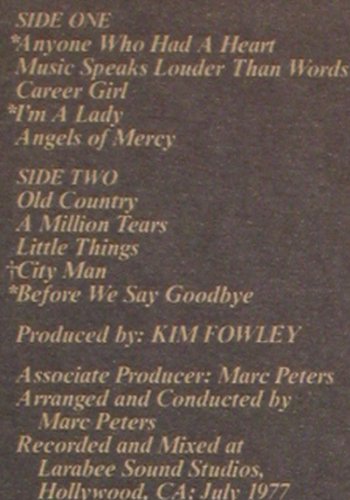 SIDE ONE
*Anyone Who Had A Heart
Music Speaks Louder Than Words
Career Girl
*I'm A Lady
Angels of Mercy
SIDE TWO
Old Country
A Million Tears
Little Things
†City Man
*Before We Say Goodbye
Produced by: KIM FOWLEY
Associate Producer: Marc Peters
Arranged and Conducted by
Marc Peters
Recorded and Mixed at
Larabee Sound Studios,
Hollywood, CA: July 1977